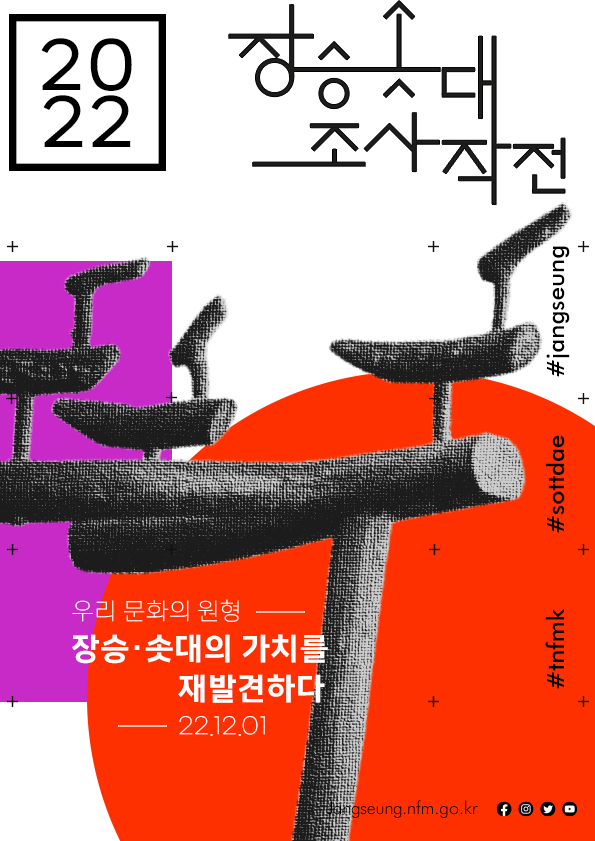 20
22
장승솟대
조사작전
#jangseung
#sottdae
#tnfmk
우리 문화의 원형
장승·솟대의 가치를
재발견하다
22.12.01
jangseung.nfm.go.kr